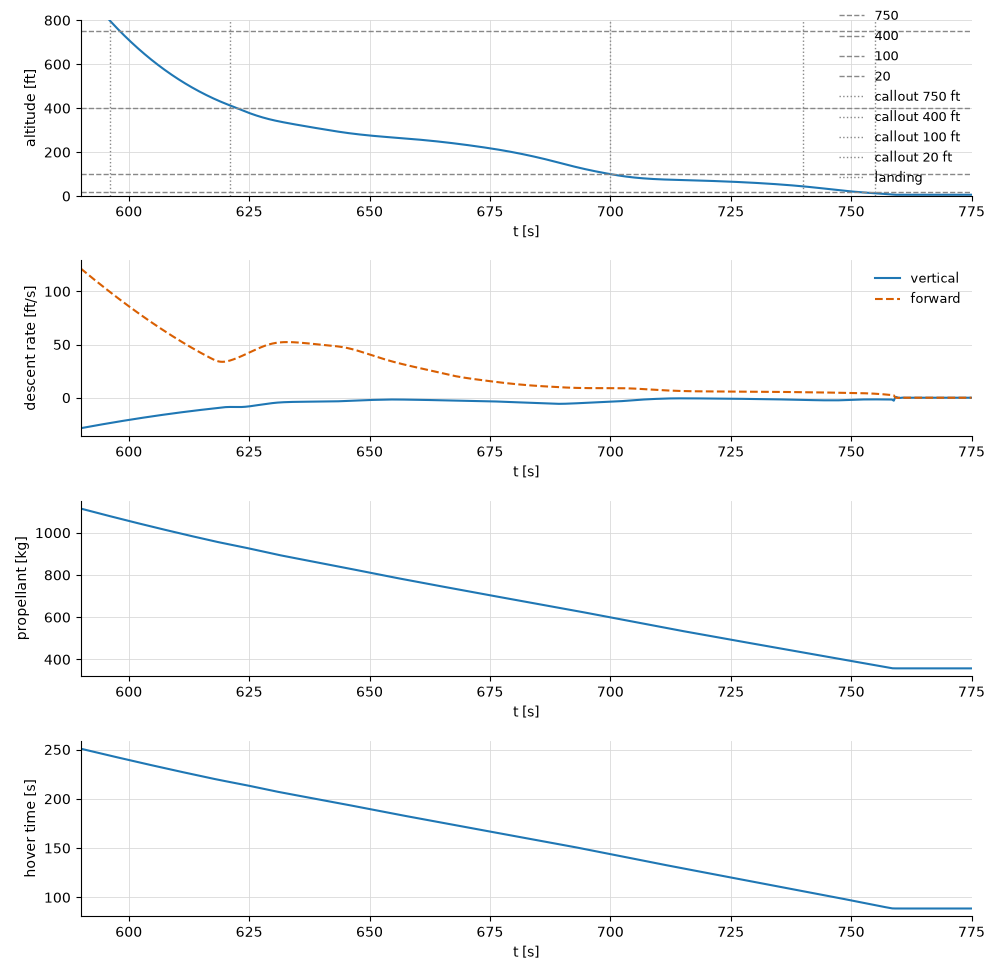 750
400
100
20
callout 750 ft
callout 400 ft
callout 100 ft
callout 20 ft
landing
800
600
400
200
0
altitude [ft]
600 625 650 675 700 725 750 775
t [s]
vertical
forward
100
50
0
descent rate [ft/s]
600 625 650 675 700 725 750 775
t [s]
1000
800
600
400
propellant [kg]
600 625 650 675 700 725 750 775
t [s]
250
200
150
100
hover time [s]
600 625 650 675 700 725 750 775
t [s]